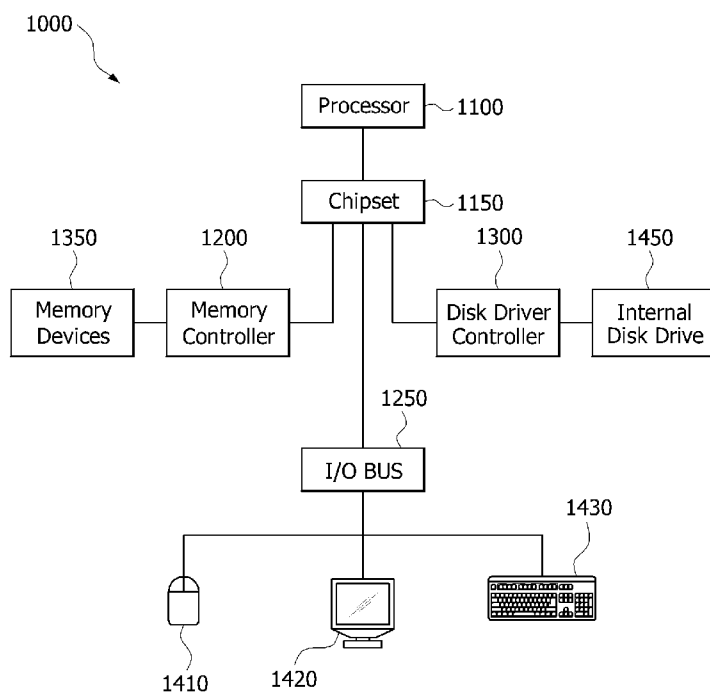 1000
Processor
1100
Chipset
1150
1350
1200
1300
1450
Memory
Devices
Memory
Controller
Disk Driver
Controller
Internal
Disk Drive
1250
I/O BUS
1430
1410
1420